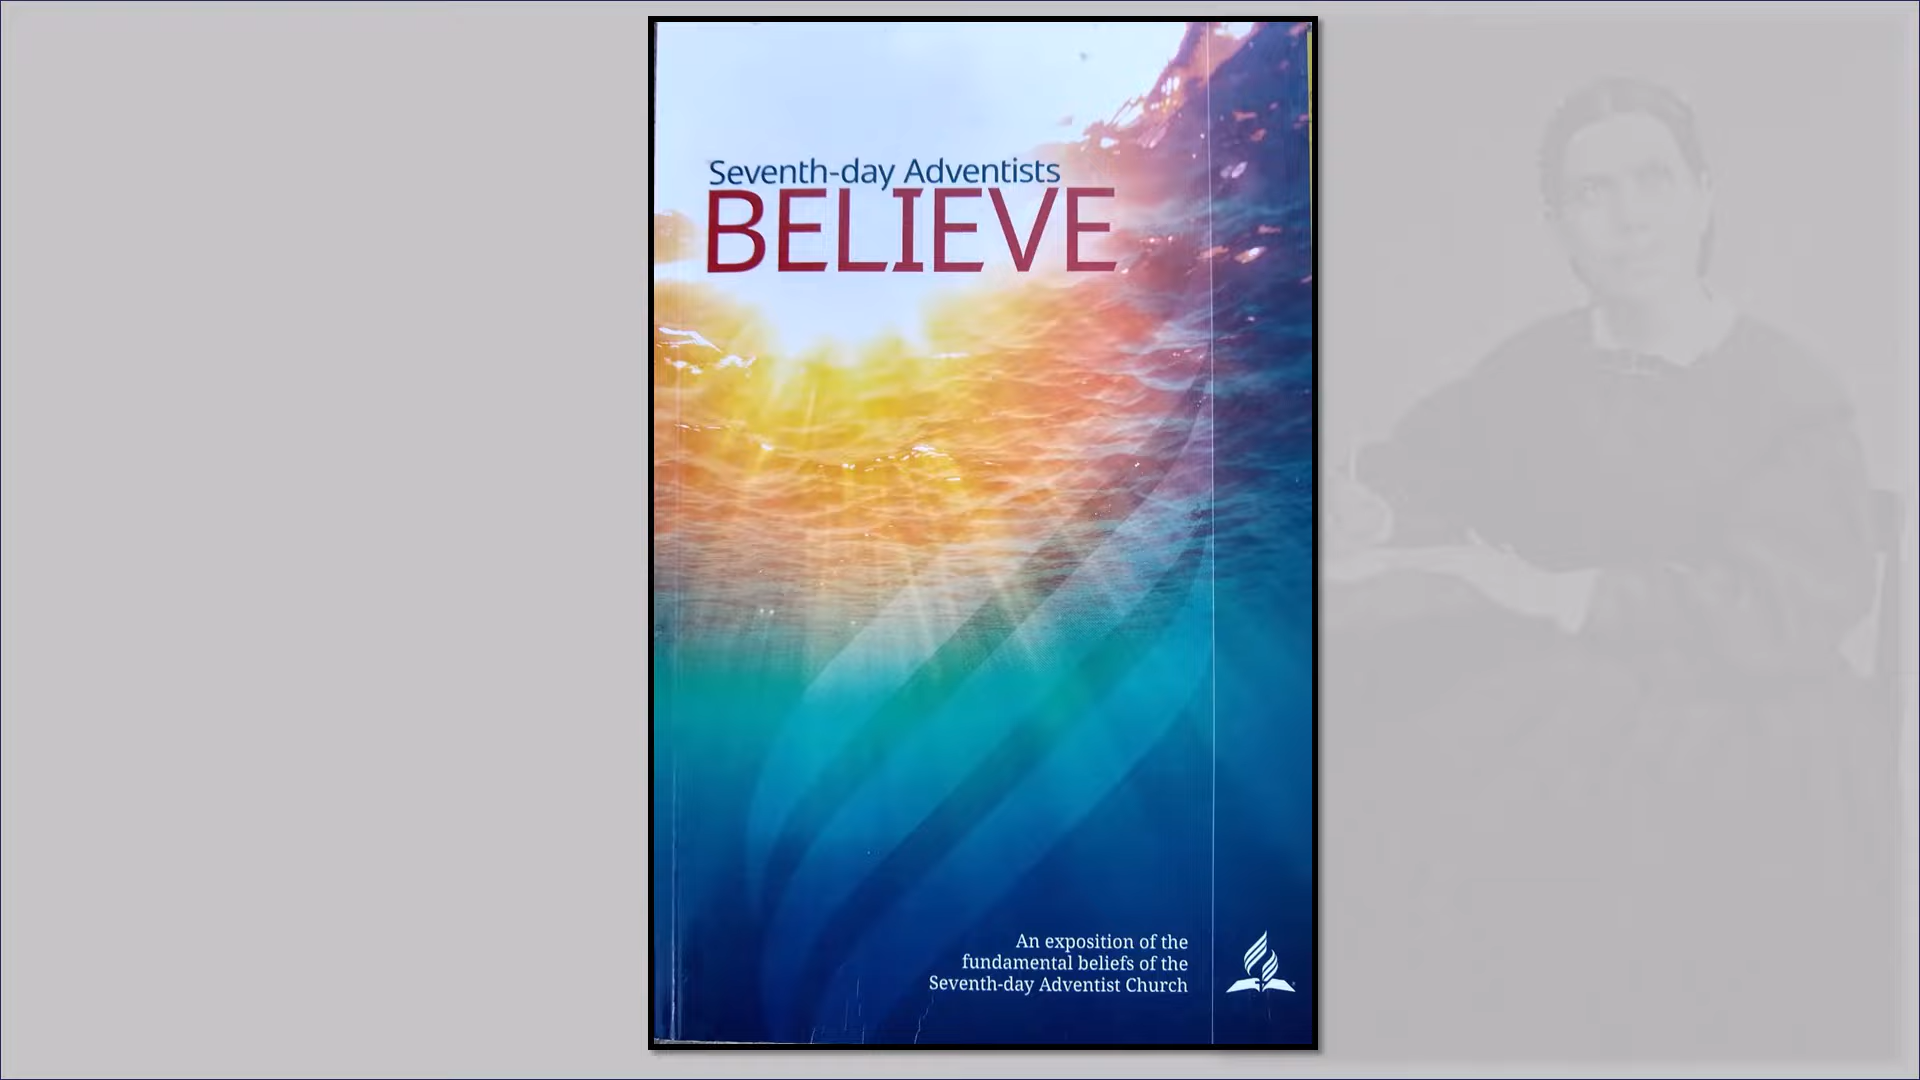 Seventh-day Adventists
BELIEVE
An exposition of the
fundamental beliefs of the
Seventh-day Adventist Church